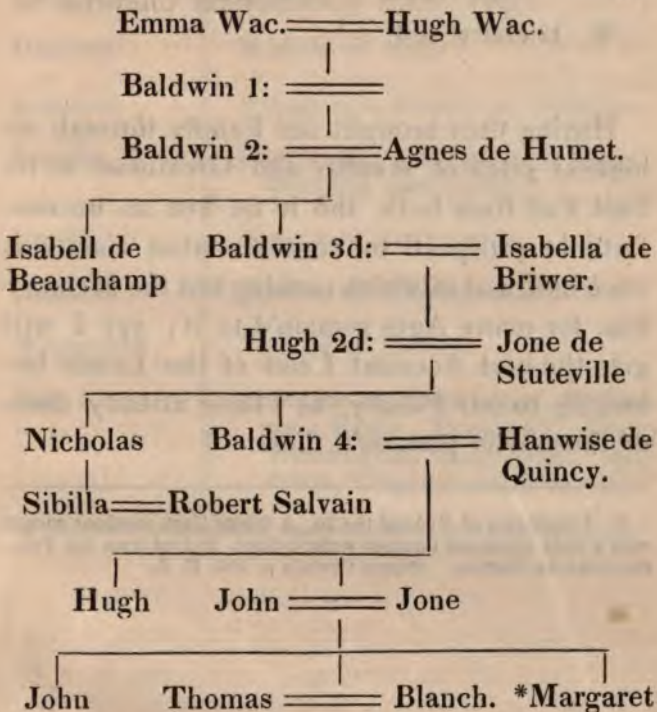 Emma Wac. Hugh Wac.
Baldwin 1:
Baldwin 2: Agnes de Humet.
Isabell de Beauchamp Baldwin 3d: Isabella de Briwer.
Hugh 2d: Jone de Stuteville
Nicholas Baldwin 4: Hanwise de Quincy.
Sibilla Robert Salvain
Hugh John Jone
John Thomas Blanch. *Margaret